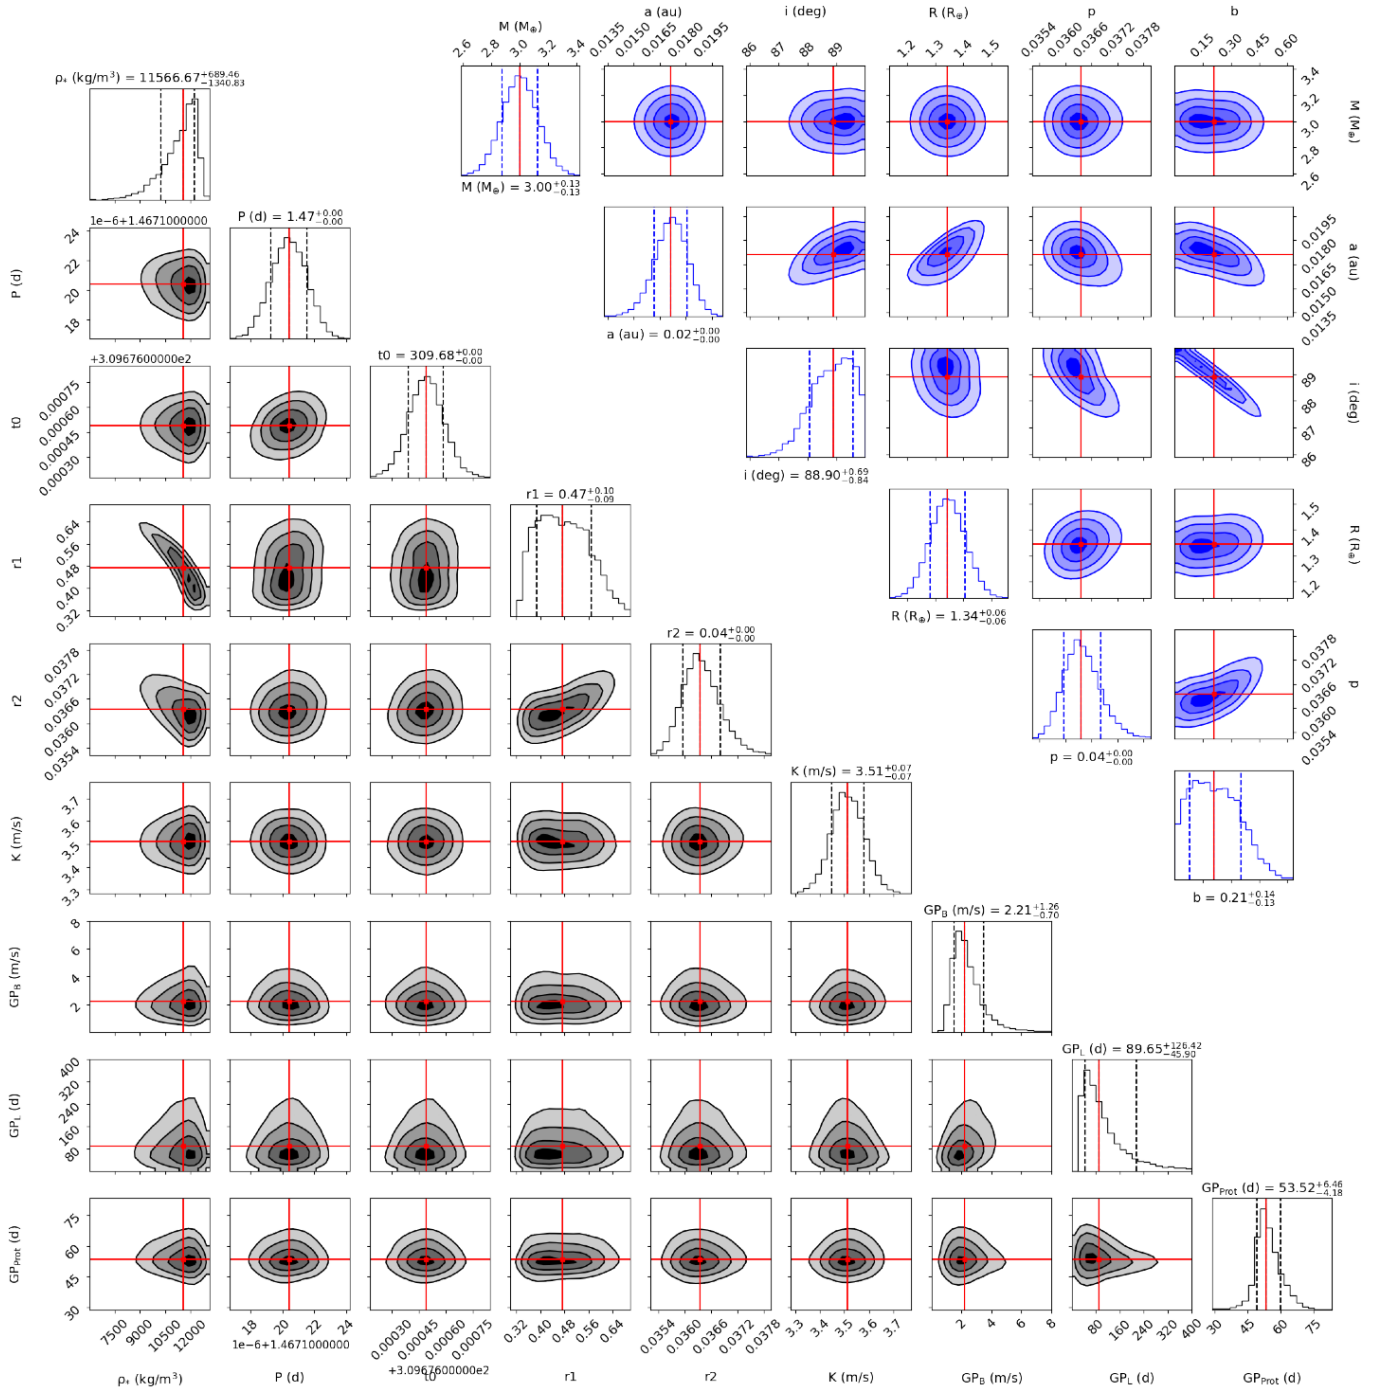 a (au)
i (deg)
R (R⊕)
p
b
M (M⊕)
0.0135 0.0150 0.0165 0.0180 0.0195
86 87 88 89
1.2 1.3 1.4 1.5
0.0354 0.0360 0.0366 0.0372 0.0378
0.15 0.30 0.45 0.60
2.6 2.8 3.0 3.2 3.4
ρ* (kg/m³) = 11566.67 +689.46 −1340.83
3.4 3.2 3.0 2.8 2.6
M (M⊕)
M (M⊕) = 3.00 +0.13 −0.13
1e−6+1.4671000000
P (d) = 1.47 +0.00 −0.00
P (d)
24 22 20 18
0.0195 0.0180 0.0165 0.0150 0.0135
a (au)
a (au) = 0.02 +0.00 −0.00
+3.0967600000e2
t0 = 309.68 +0.00 −0.00
t0
0.00075 0.00060 0.00045 0.00030
89 88 87 86
i (deg)
i (deg) = 88.90 +0.69 −0.84
r1 = 0.47 +0.10 −0.09
r1
0.64 0.56 0.48 0.40 0.32
1.5 1.4 1.3 1.2
R (R⊕)
R (R⊕) = 1.34 +0.06 −0.06
r2 = 0.04 +0.00 −0.00
r2
0.0378 0.0372 0.0366 0.0360 0.0354
0.0378 0.0372 0.0366 0.0360 0.0354
p
p = 0.04 +0.00 −0.00
K (m/s) = 3.51 +0.07 −0.07
K (m/s)
3.7 3.6 3.5 3.4 3.3
b = 0.21 +0.14 −0.13
GP_B (m/s) = 2.21 +1.26 −0.70
GP_B (m/s)
8 6 4 2
GP_L (d) = 89.65 +126.42 −45.90
GP_L (d)
400 320 240 160 80
GP_Prot (d) = 53.52 +6.46 −4.18
GP_Prot (d)
75 60 45 30
7500 9000 10500 12000
18 20 22 24
0.00030 0.00045 0.00060 0.00075
0.32 0.40 0.48 0.56 0.64
0.0354 0.0360 0.0366 0.0372 0.0378
3.3 3.4 3.5 3.6 3.7
2 4 6 8
80 160 240 320 400
30 45 60 75
1e−6+1.4671000000
+3.0967600000e2
ρ* (kg/m³)
P (d)
t0
r1
r2
K (m/s)
GP_B (m/s)
GP_L (d)
GP_Prot (d)